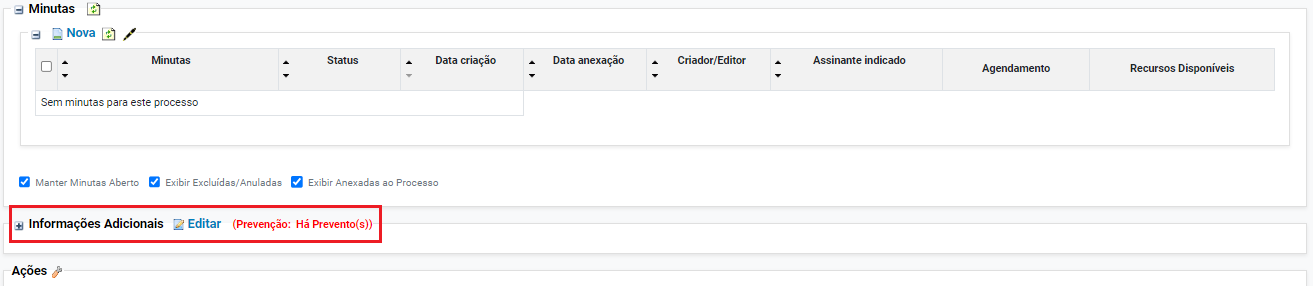 Minutas
Nova
Minutas Status Data criação Data anexação Criador/Editor Assinante indicado Agendamento Recursos Disponíveis
Sem minutas para este processo
Manter Minutas Aberto Exibir Excluídas/Anuladas Exibir Anexadas ao Processo
Informações Adicionais Editar (Prevenção: Há Prevento(s))
Ações